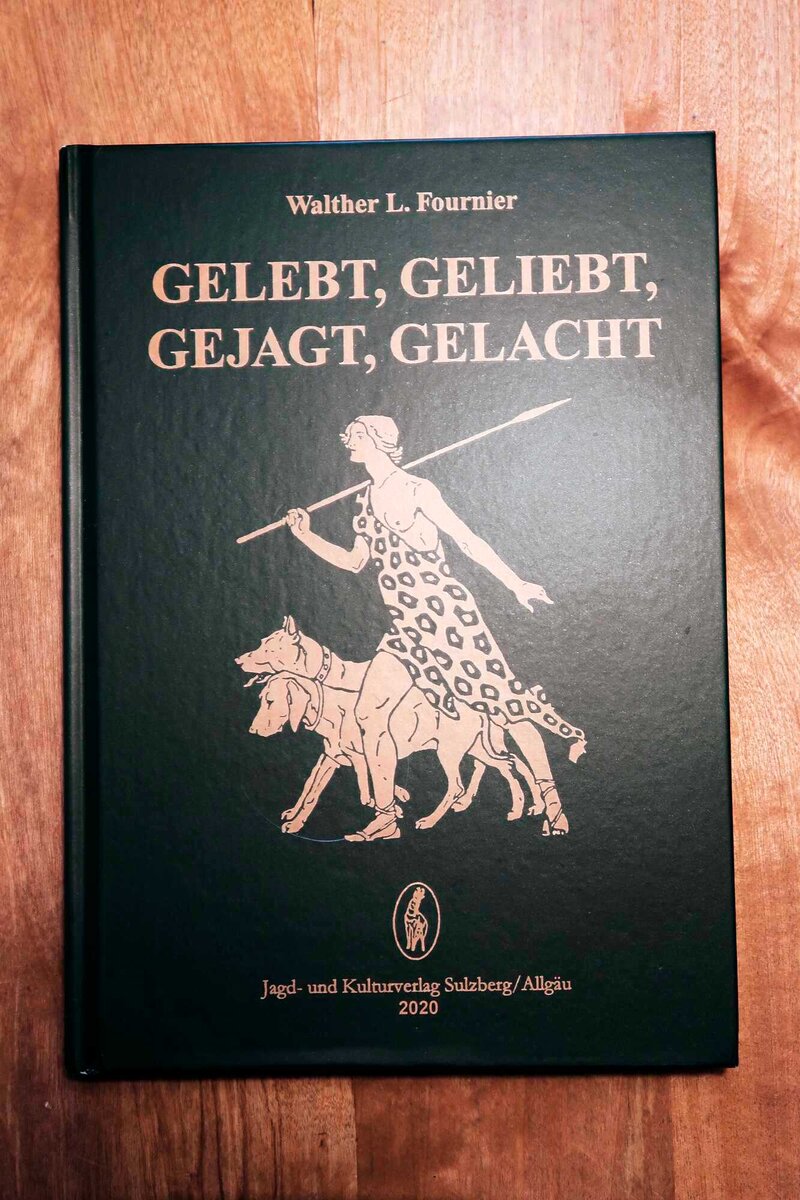 Walther L. Fournier
GELEBT, GELIEBT,
GEJAGT, GELACHT
Jagd- und Kulturverlag Sulzberg/Allgäu
2020